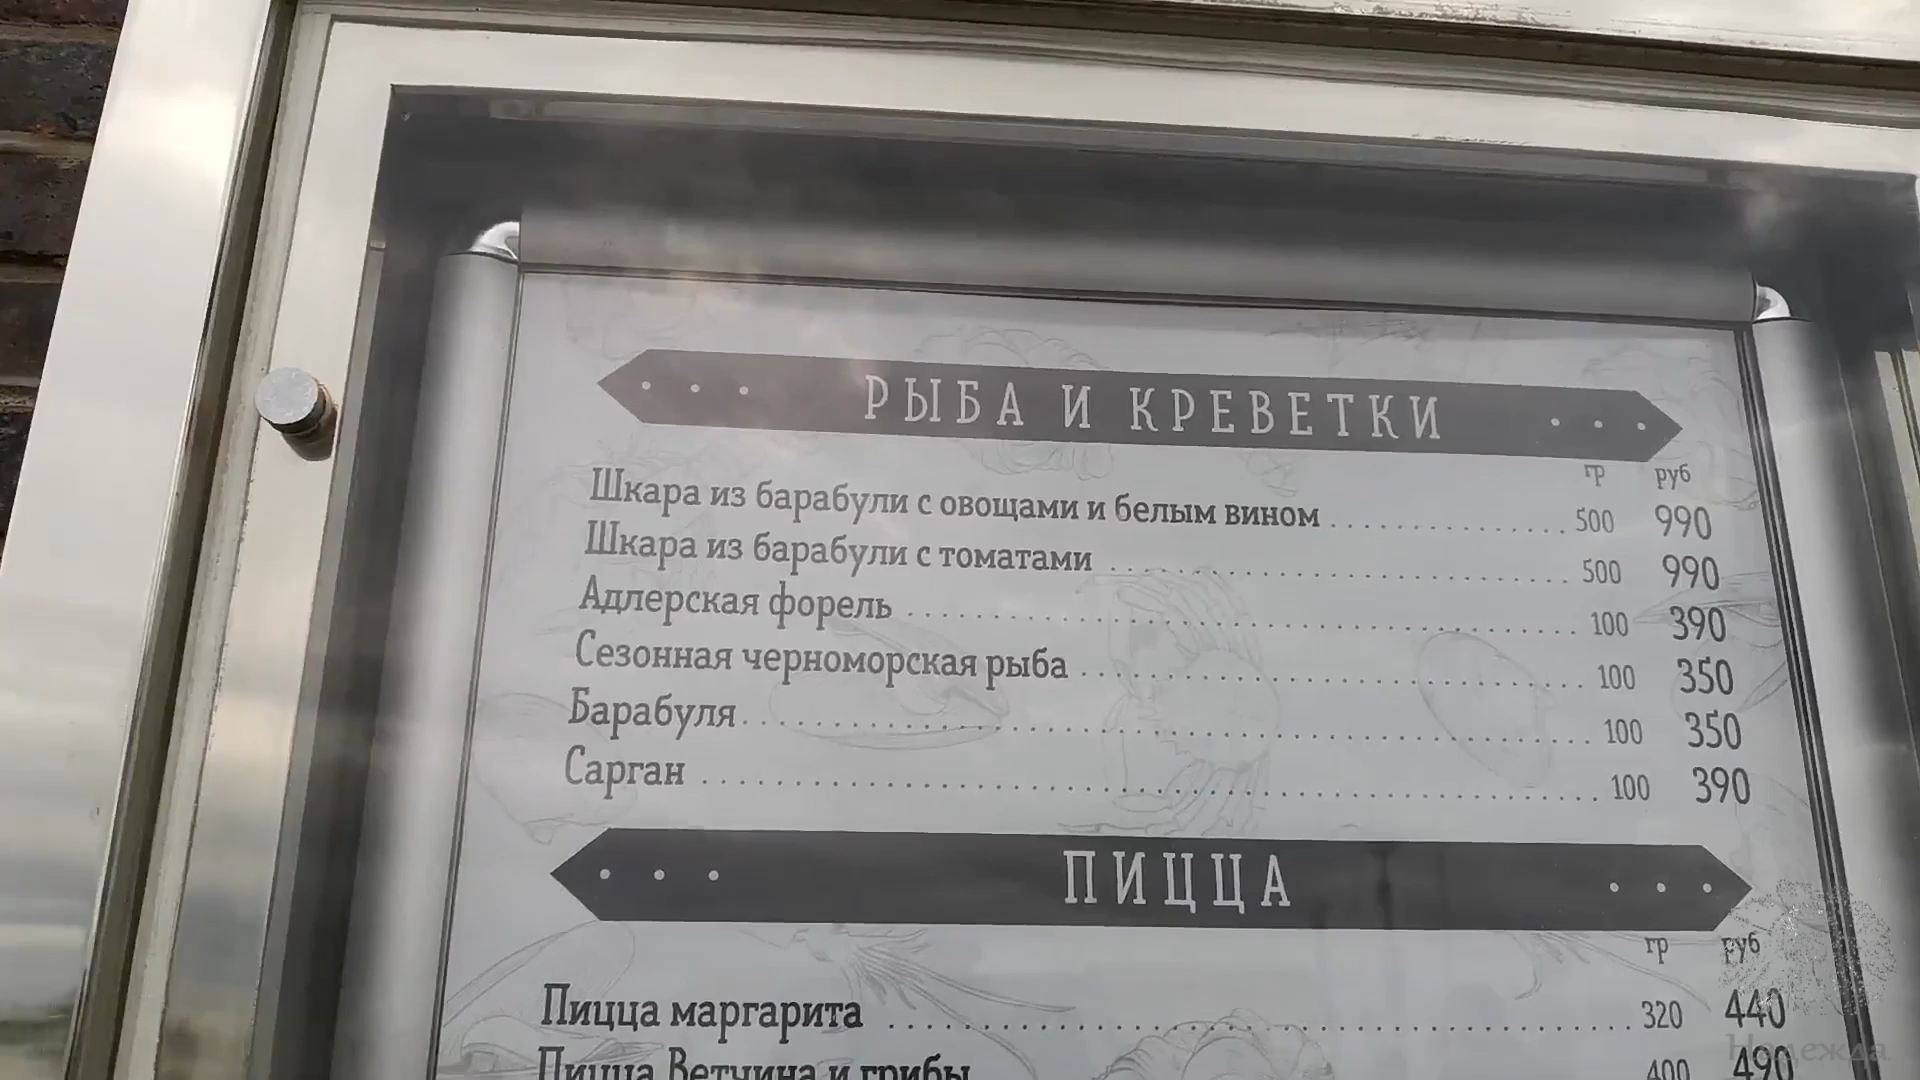 РЫБА И КРЕВЕТКИ
гр руб
Шкара из барабули с овощами и белым вином 500 990
Шкара из барабули с томатами 500 990
Адлерская форель 100 390
Сезонная черноморская рыба 100 350
Барабуля 100 350
Сарган 100 390
ПИЦЦА
гр руб
Пицца маргарита 320 440
Пицца Ветчина и грибы 400 490
Надежда